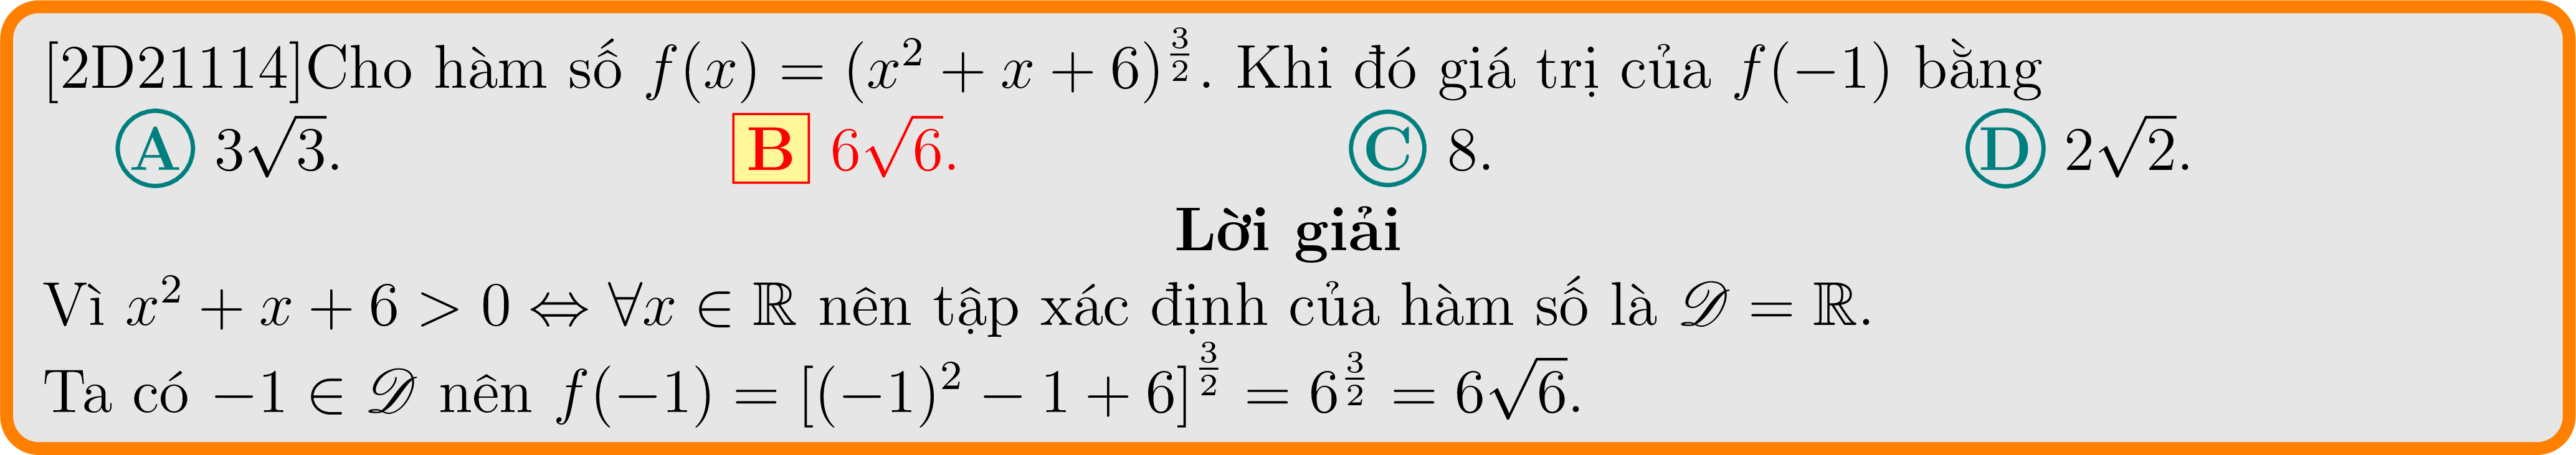 [2D21114]Cho hàm số $f(x) = (x^2 + x + 6)^{\frac{3}{2}}$. Khi đó giá trị của $f(-1)$ bằng
A $3\sqrt{3}$. B $6\sqrt{6}$. C 8. D $2\sqrt{2}$.
Lời giải
Vì $x^2 + x + 6 > 0 \Leftrightarrow \forall x \in \mathbb{R}$ nên tập xác định của hàm số là $\mathscr{D} = \mathbb{R}$.
Ta có $-1 \in \mathscr{D}$ nên $f(-1) = [(-1)^2 - 1 + 6]^{\frac{3}{2}} = 6^{\frac{3}{2}} = 6\sqrt{6}$.